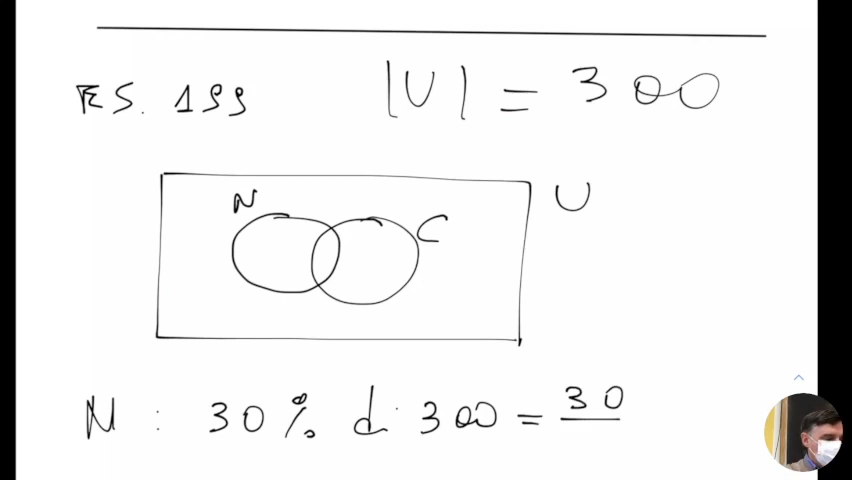 ES. 199 |U| = 300
N C U
N : 30% di 300 = 30